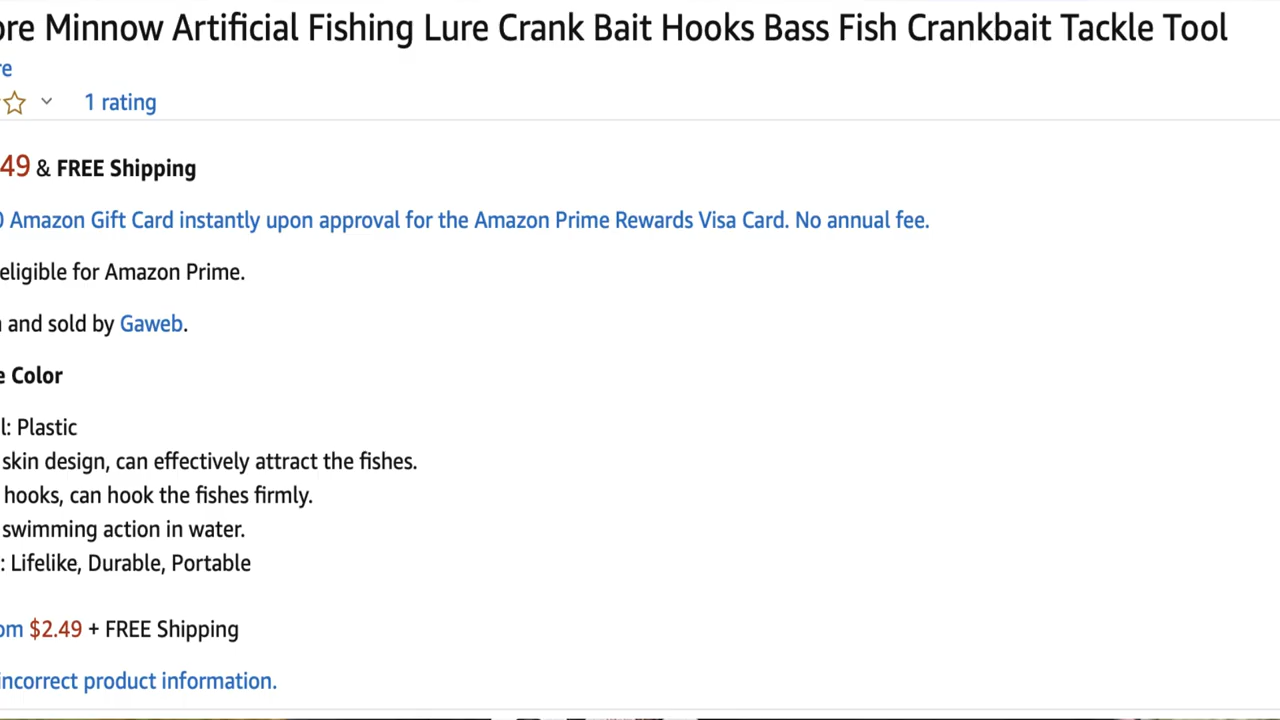 ore Minnow Artificial Fishing Lure Crank Bait Hooks Bass Fish Crankbait Tackle Tool
re
1 rating
49 & FREE Shipping
0 Amazon Gift Card instantly upon approval for the Amazon Prime Rewards Visa Card. No annual fee.
eligible for Amazon Prime.
and sold by Gaweb.
e Color
l: Plastic
skin design, can effectively attract the fishes.
hooks, can hook the fishes firmly.
swimming action in water.
: Lifelike, Durable, Portable
om $2.49 + FREE Shipping
incorrect product information.